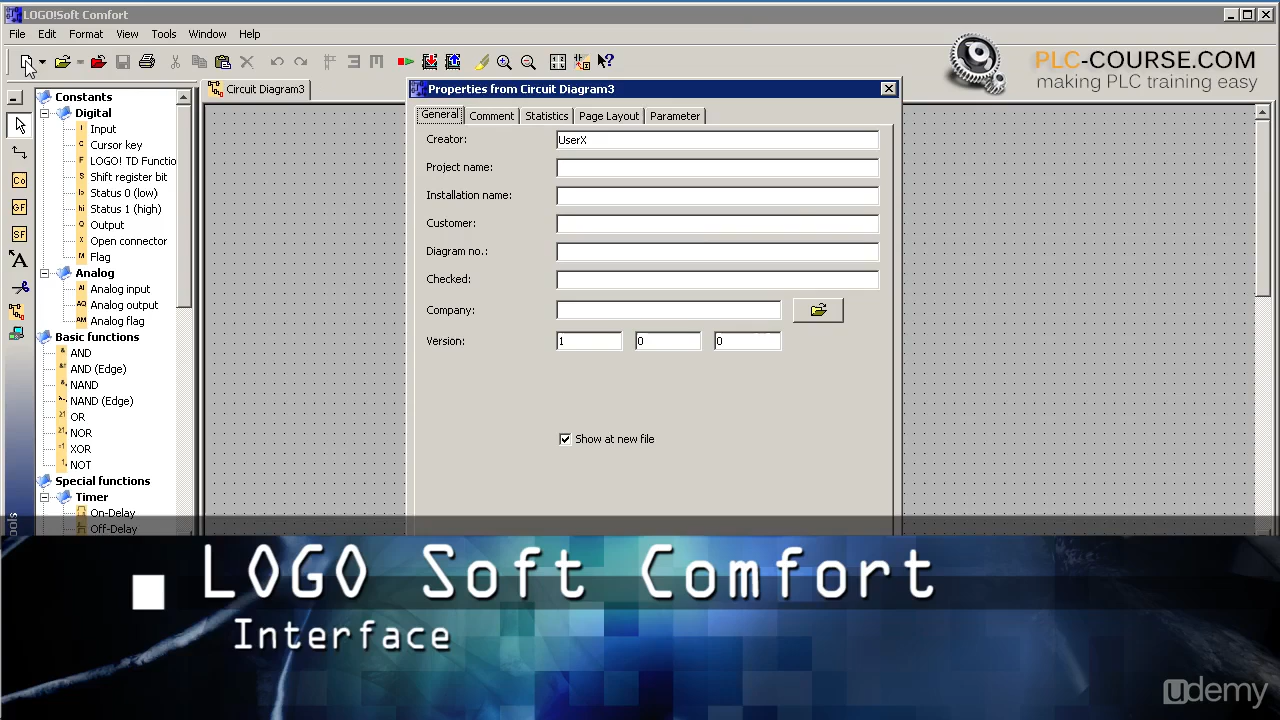 LOGO!Soft Comfort
File Edit Format View Tools Window Help
PLC-COURSE.COM
making PLC training easy
Circuit Diagram3
Constants
Digital
Input
Cursor key
LOGO! TD Functio
Shift register bit
Status 0 (low)
Status 1 (high)
Output
Open connector
Flag
Analog
Analog input
Analog output
Analog flag
Basic functions
AND
AND (Edge)
NAND
NAND (Edge)
OR
NOR
XOR
NOT
Special functions
Timer
On-Delay
Off-Delay
Co
GF
SF
Properties from Circuit Diagram3
General Comment Statistics Page Layout Parameter
Creator: UserX
Project name:
Installation name:
Customer:
Diagram no.:
Checked:
Company:
Version: 1 0 0
Show at new file
LOGO Soft Comfort
Interface
udemy